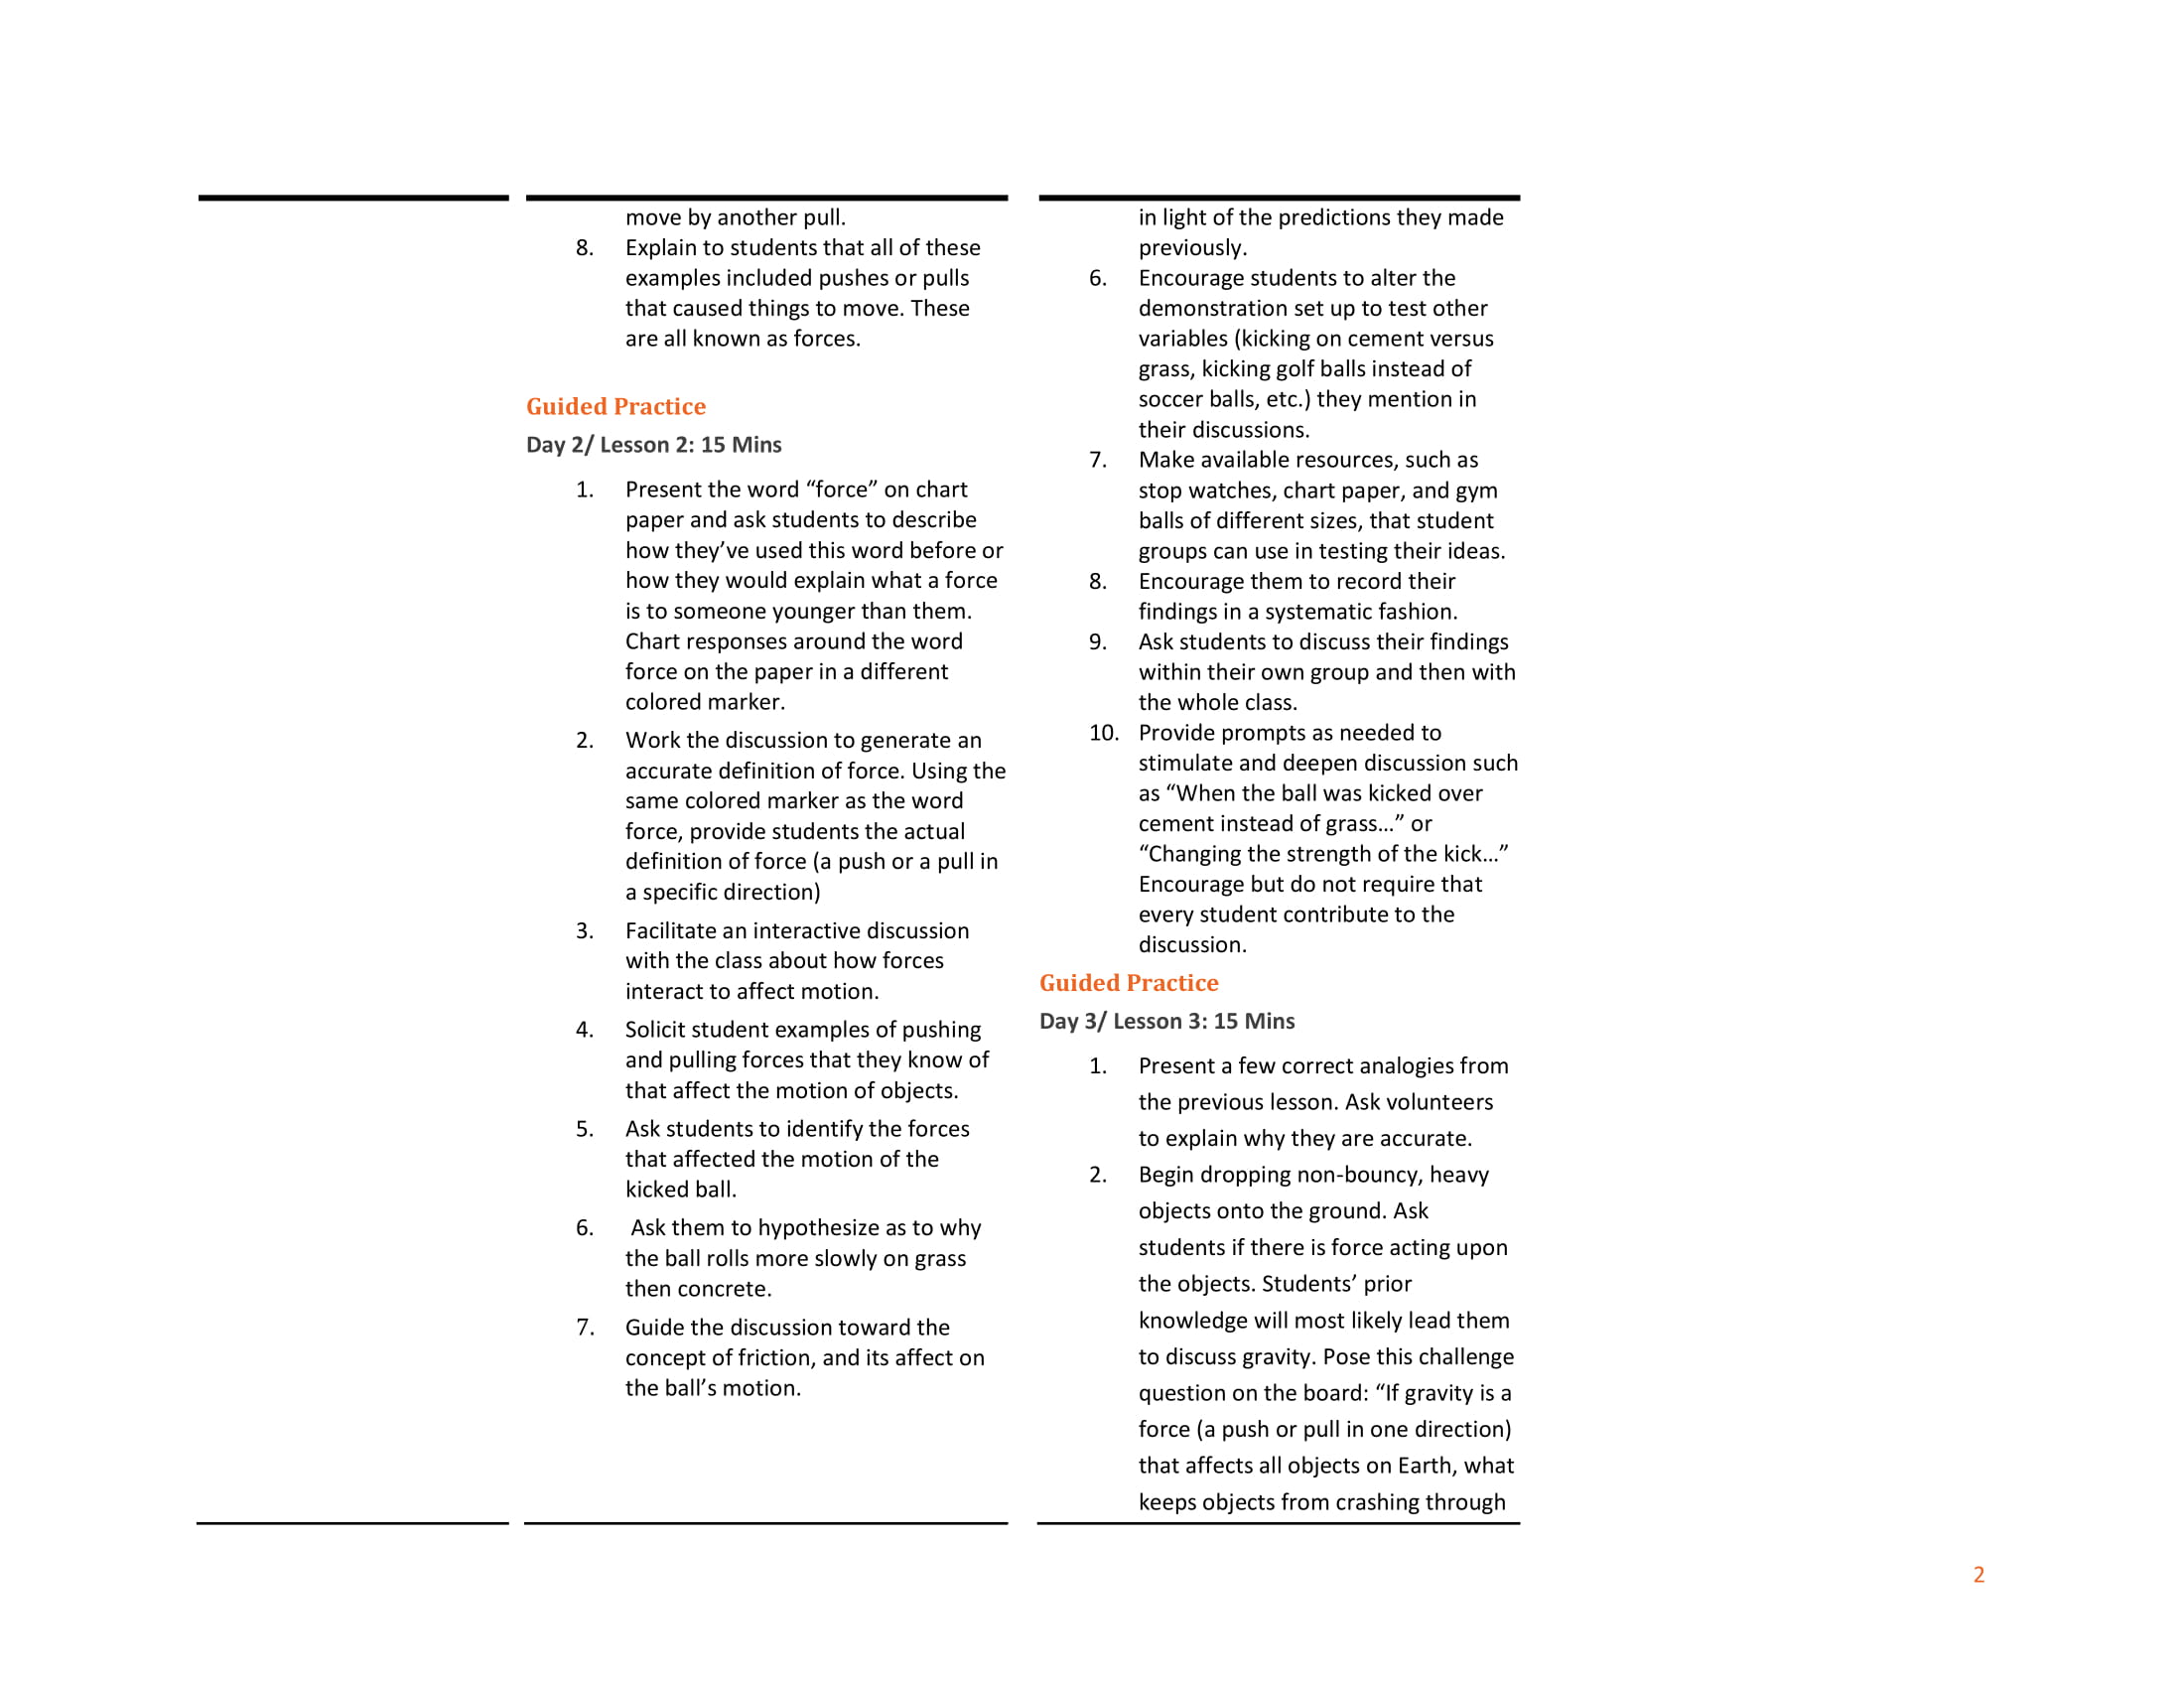 move by another pull.
8. Explain to students that all of these
examples included pushes or pulls
that caused things to move. These
are all known as forces.
Guided Practice
Day 2/ Lesson 2: 15 Mins
1. Present the word “force” on chart
paper and ask students to describe
how they’ve used this word before or
how they would explain what a force
is to someone younger than them.
Chart responses around the word
force on the paper in a different
colored marker.
2. Work the discussion to generate an
accurate definition of force. Using the
same colored marker as the word
force, provide students the actual
definition of force (a push or a pull in
a specific direction)
3. Facilitate an interactive discussion
with the class about how forces
interact to affect motion.
4. Solicit student examples of pushing
and pulling forces that they know of
that affect the motion of objects.
5. Ask students to identify the forces
that affected the motion of the
kicked ball.
6. Ask them to hypothesize as to why
the ball rolls more slowly on grass
then concrete.
7. Guide the discussion toward the
concept of friction, and its affect on
the ball’s motion.
in light of the predictions they made
previously.
6. Encourage students to alter the
demonstration set up to test other
variables (kicking on cement versus
grass, kicking golf balls instead of
soccer balls, etc.) they mention in
their discussions.
7. Make available resources, such as
stop watches, chart paper, and gym
balls of different sizes, that student
groups can use in testing their ideas.
8. Encourage them to record their
findings in a systematic fashion.
9. Ask students to discuss their findings
within their own group and then with
the whole class.
10. Provide prompts as needed to
stimulate and deepen discussion such
as “When the ball was kicked over
cement instead of grass…” or
“Changing the strength of the kick…”
Encourage but do not require that
every student contribute to the
discussion.
Guided Practice
Day 3/ Lesson 3: 15 Mins
1. Present a few correct analogies from
the previous lesson. Ask volunteers
to explain why they are accurate.
2. Begin dropping non-bouncy, heavy
objects onto the ground. Ask
students if there is force acting upon
the objects. Students’ prior
knowledge will most likely lead them
to discuss gravity. Pose this challenge
question on the board: “If gravity is a
force (a push or pull in one direction)
that affects all objects on Earth, what
keeps objects from crashing through
2